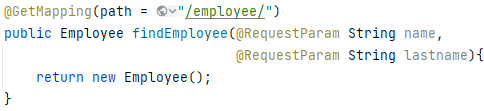 @GetMapping(path = "/employee/")
public Employee findEmployee(@RequestParam String name,
@RequestParam String lastname){
return new Employee();
}